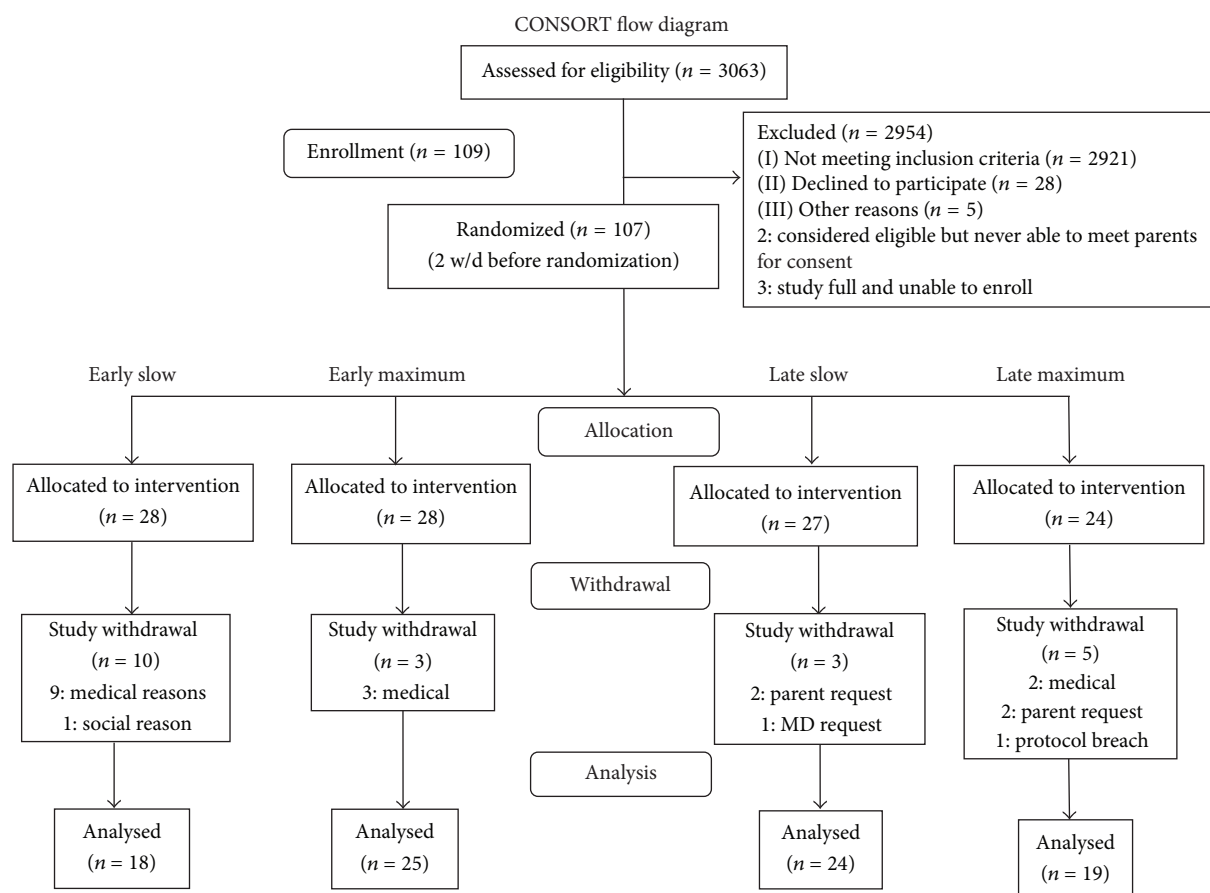 CONSORT flow diagram
Assessed for eligibility (n = 3063)
Enrollment (n = 109)
Excluded (n = 2954)
(I) Not meeting inclusion criteria (n = 2921)
(II) Declined to participate (n = 28)
(III) Other reasons (n = 5)
2: considered eligible but never able to meet parents
for consent
3: study full and unable to enroll
Randomized (n = 107)
(2 w/d before randomization)
Early slow
Early maximum
Late slow
Late maximum
Allocation
Allocated to intervention
(n = 28)
Allocated to intervention
(n = 28)
Allocated to intervention
(n = 27)
Allocated to intervention
(n = 24)
Withdrawal
Study withdrawal
(n = 10)
9: medical reasons
1: social reason
Study withdrawal
(n = 3)
3: medical
Study withdrawal
(n = 3)
2: parent request
1: MD request
Study withdrawal
(n = 5)
2: medical
2: parent request
1: protocol breach
Analysis
Analysed
(n = 18)
Analysed
(n = 25)
Analysed
(n = 24)
Analysed
(n = 19)